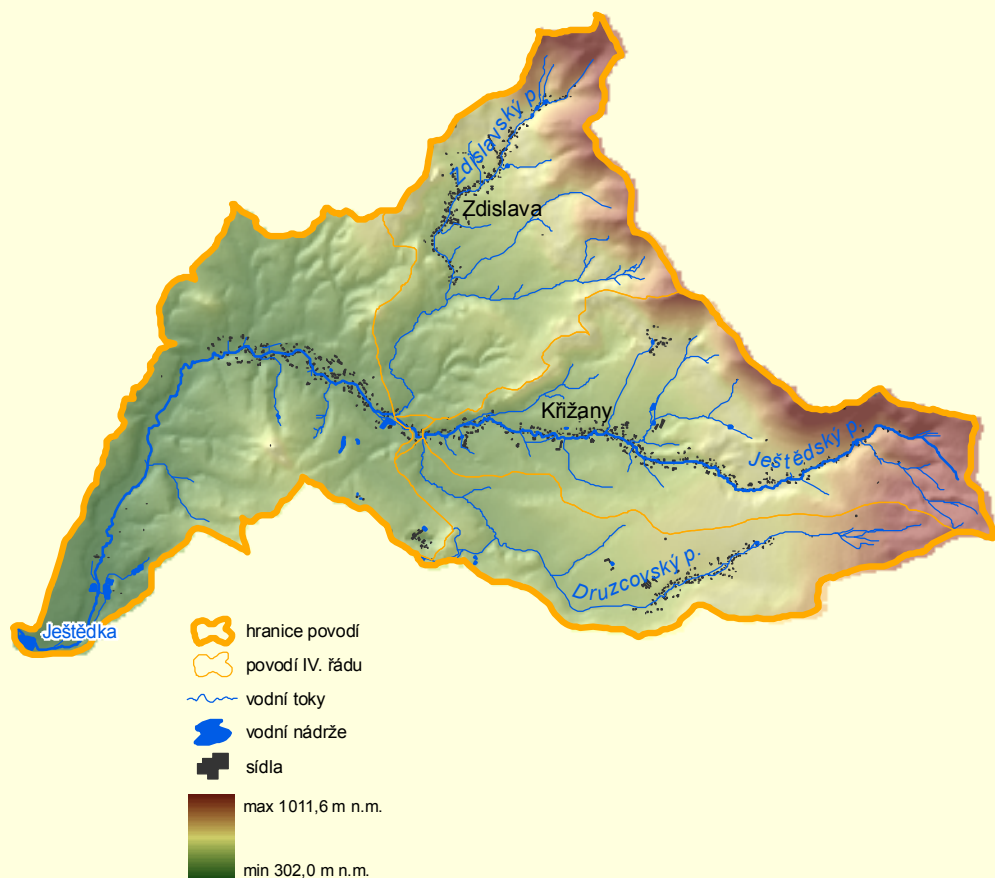 Zdislavský p.
Zdislava
Křižany
Ještědský p.
Druzcovský p.
Ještědka
hranice povodí
povodí IV. řádu
vodní toky
vodní nádrže
sídla
max 1011,6 m n.m.
min 302,0 m n.m.